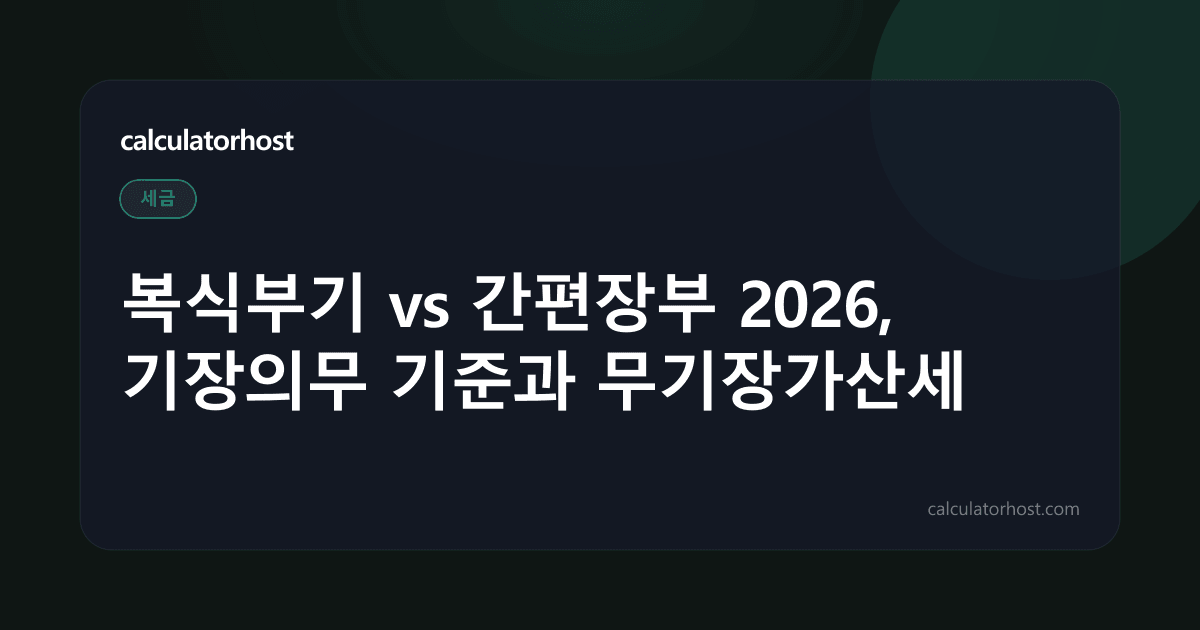 calculatorhost
세금
복식부기 vs 간편장부 2026,
기장의무 기준과 무기장가산세
calculatorhost.com